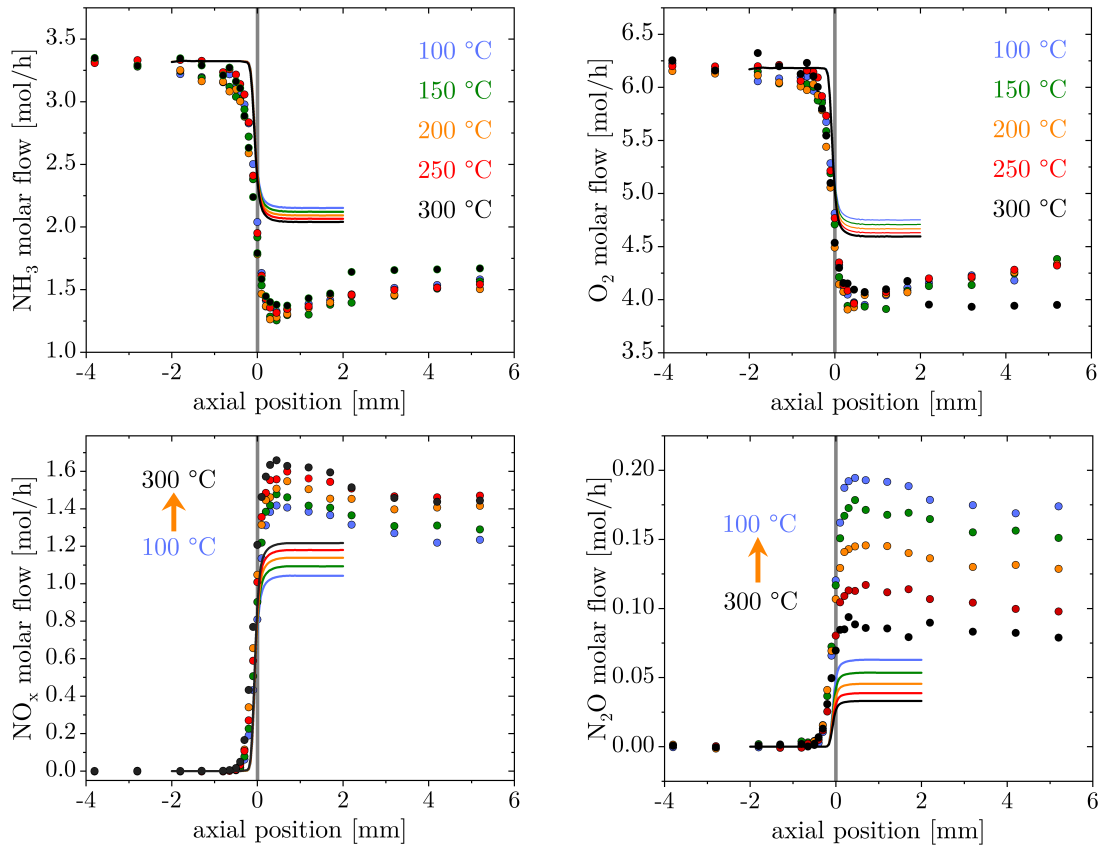 3.5
3.0
2.5
2.0
1.5
1.0
NH₃ molar flow [mol/h]
100 °C
150 °C
200 °C
250 °C
300 °C
-4 -2 0 2 4 6
axial position [mm]
6.5
6.0
5.5
5.0
4.5
4.0
3.5
O₂ molar flow [mol/h]
100 °C
150 °C
200 °C
250 °C
300 °C
-4 -2 0 2 4 6
axial position [mm]
1.6
1.4
1.2
1.0
0.8
0.6
0.4
0.2
0.0
NOₓ molar flow [mol/h]
300 °C
100 °C
-4 -2 0 2 4 6
axial position [mm]
0.20
0.15
0.10
0.05
0.00
N₂O molar flow [mol/h]
100 °C
300 °C
-4 -2 0 2 4 6
axial position [mm]